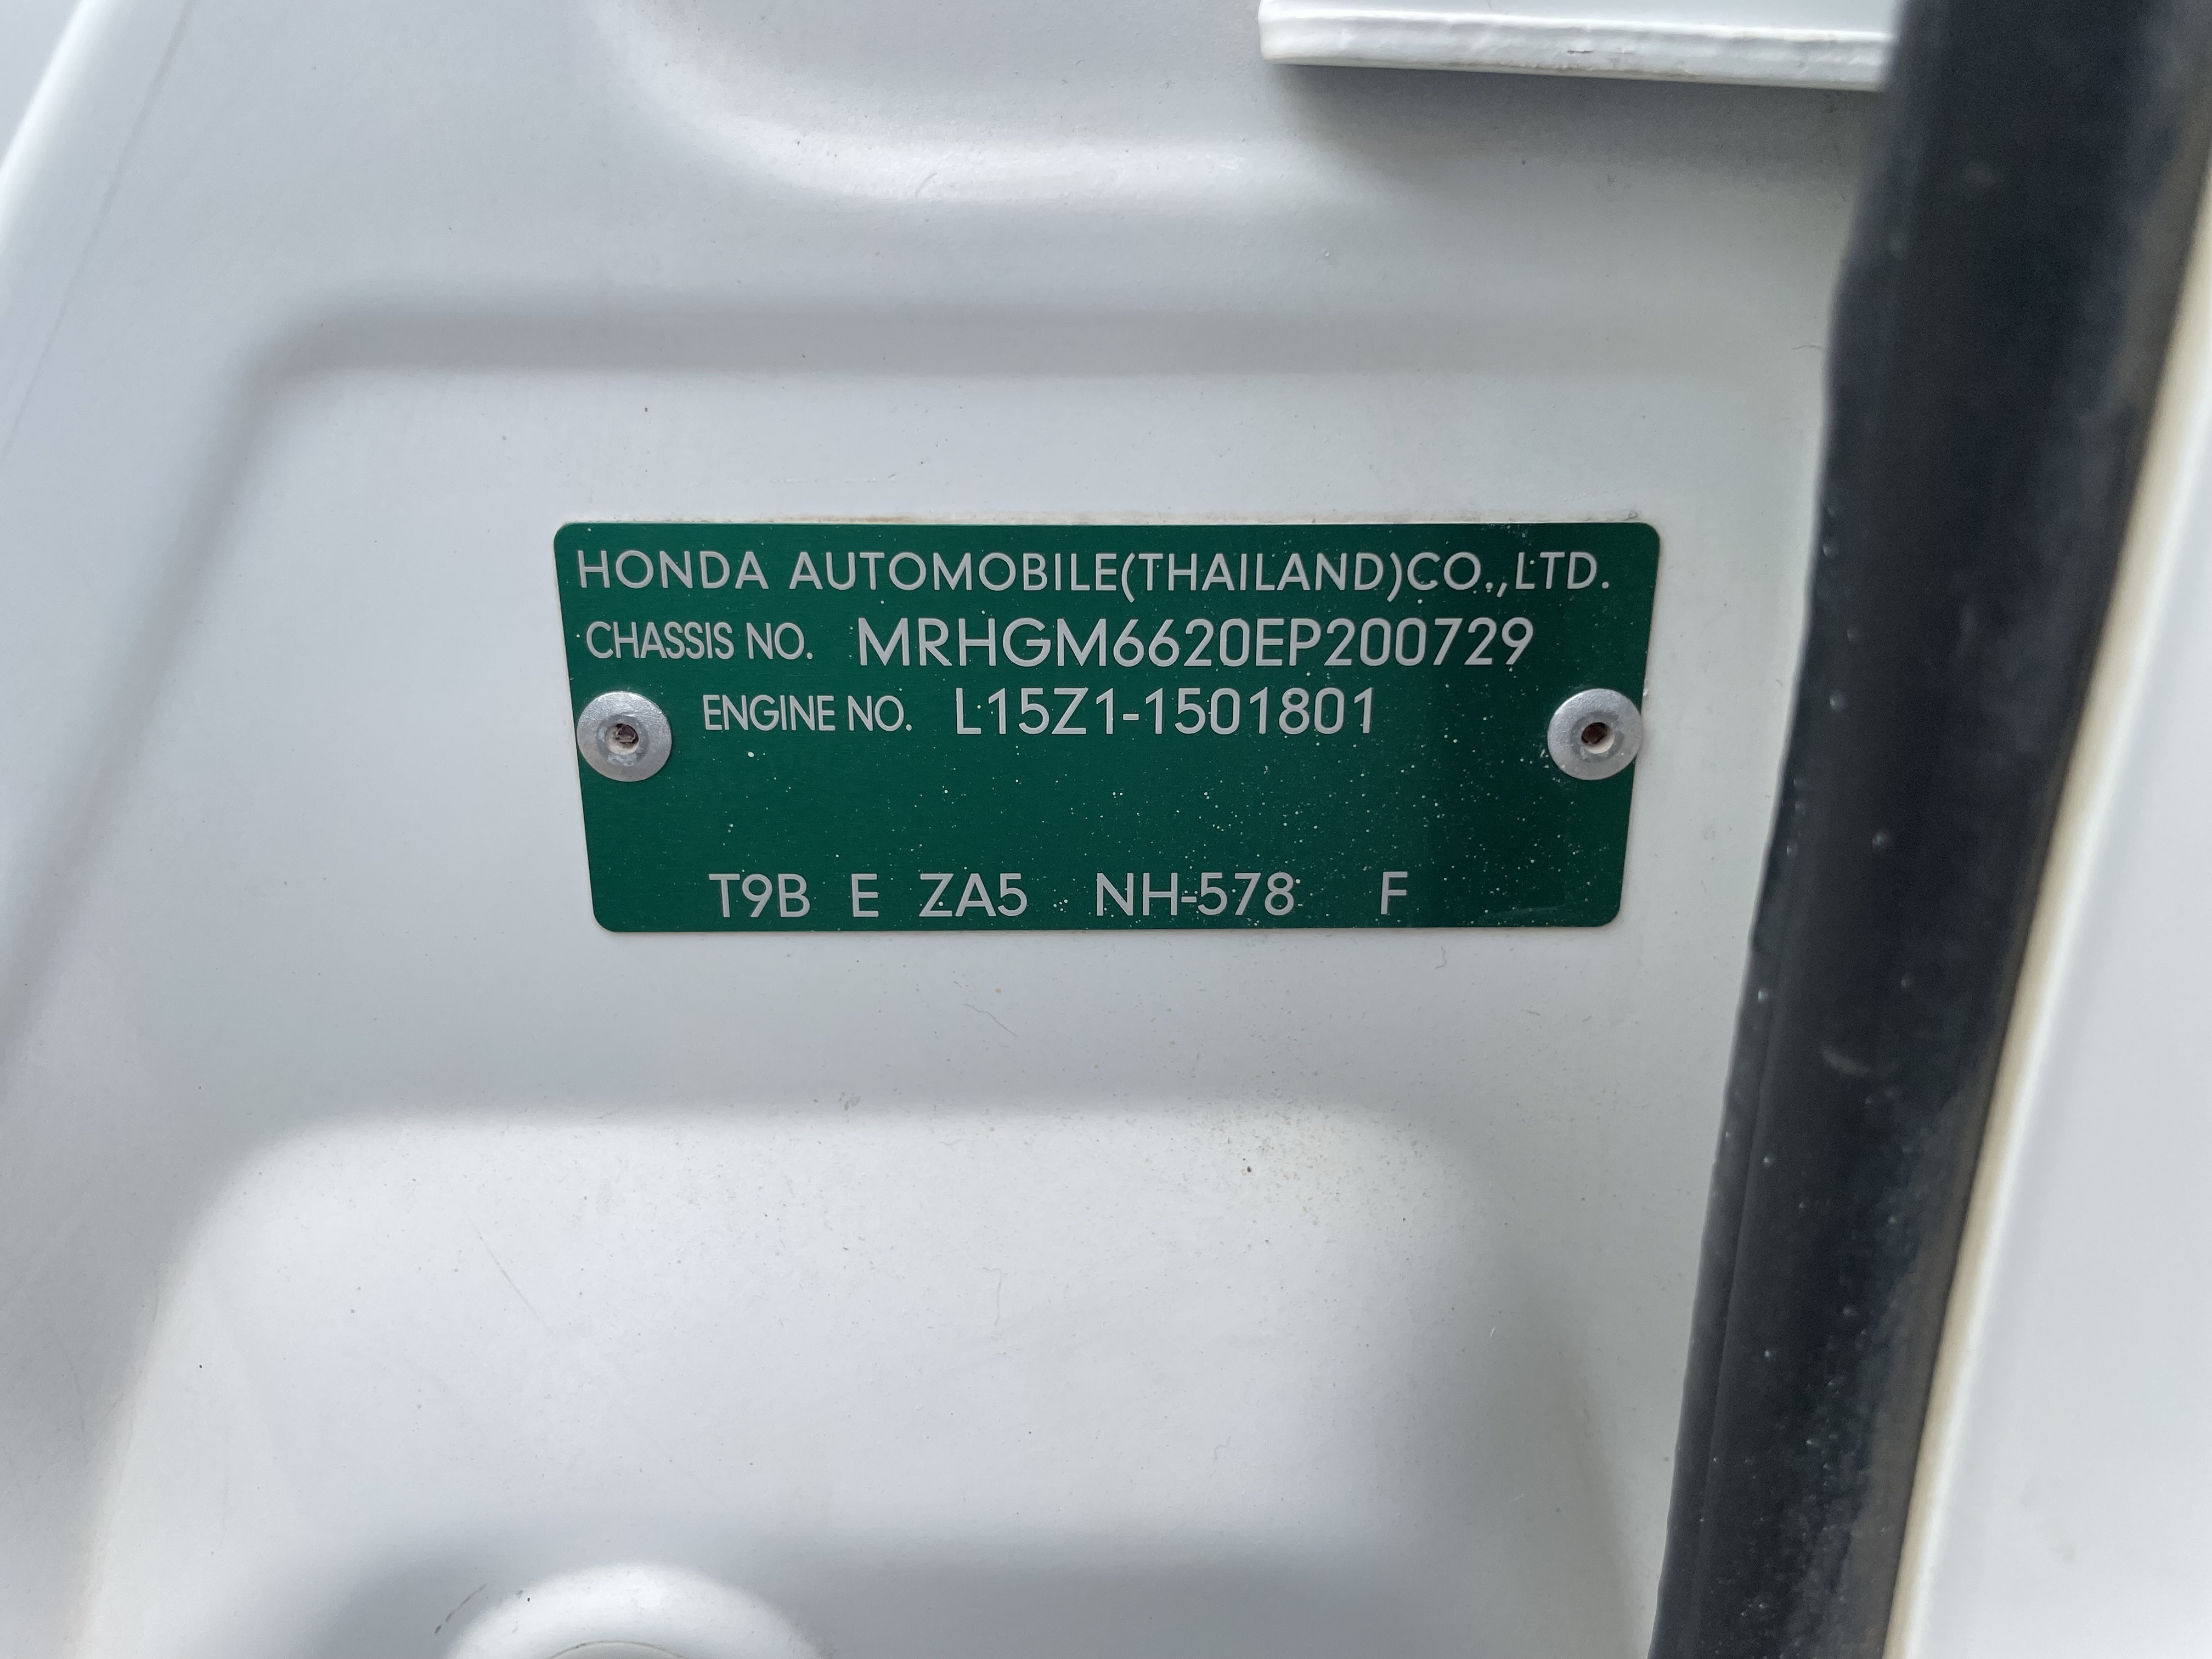 HONDA AUTOMOBILE(THAILAND)CO.,LTD.
CHASSIS NO. MRHGM6620EP200729
ENGINE NO. L15Z1-1501801
T9B E ZA5 NH-578 F